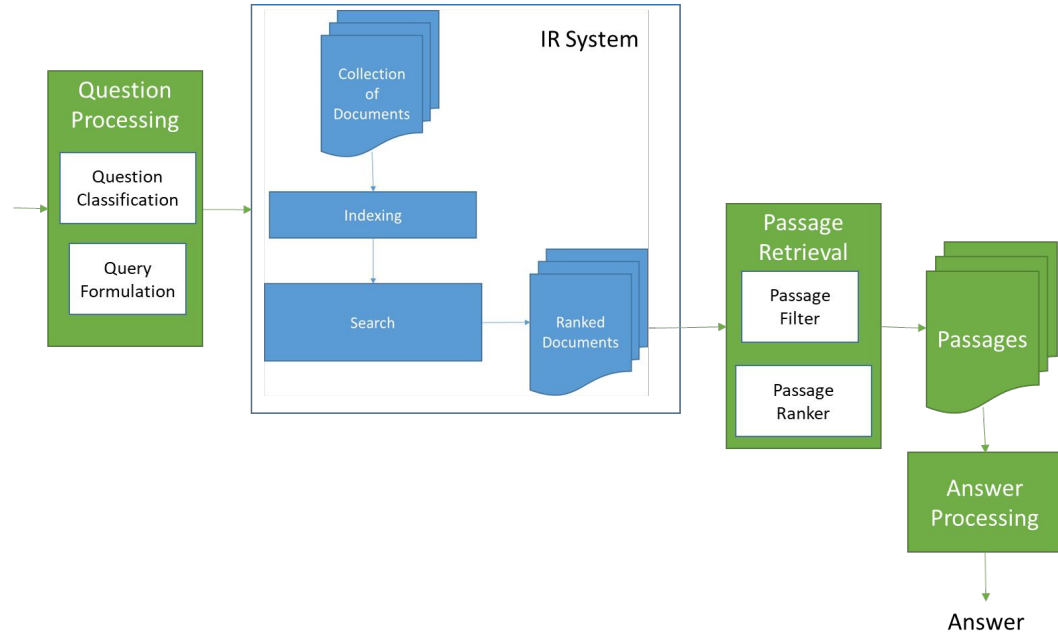 Question
Processing
Question
Classification
Query
Formulation
IR System
Collection
of
Documents
Indexing
Search
Ranked
Documents
Passage
Retrieval
Passage
Filter
Passage
Ranker
Passages
Answer
Processing
Answer